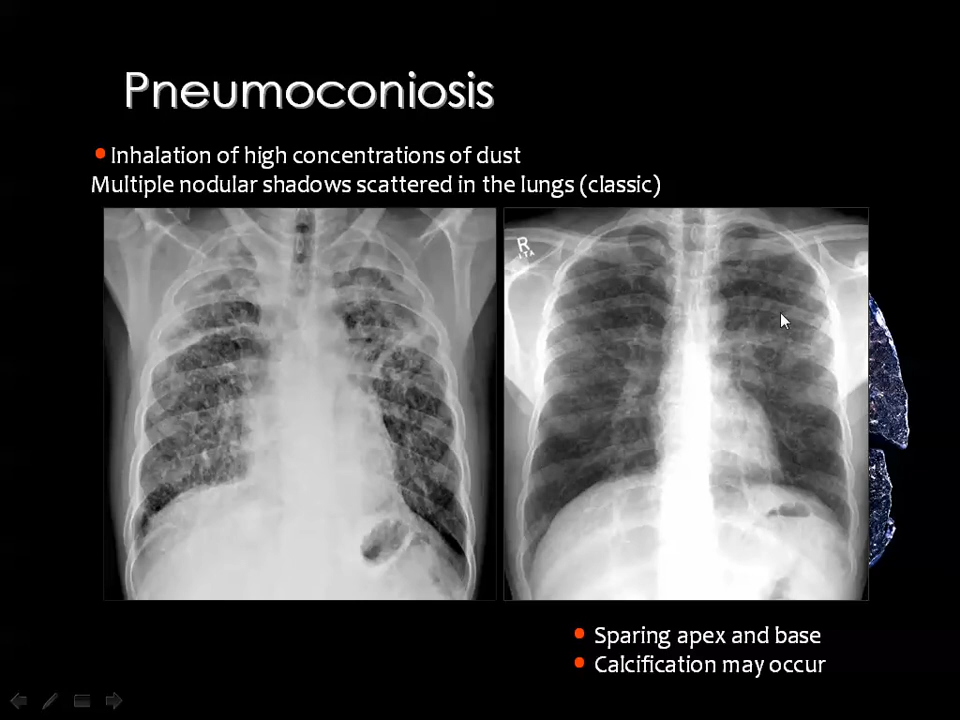 Pneumoconiosis
Inhalation of high concentrations of dust
Multiple nodular shadows scattered in the lungs (classic)
R
LTA
Sparing apex and base
Calcification may occur